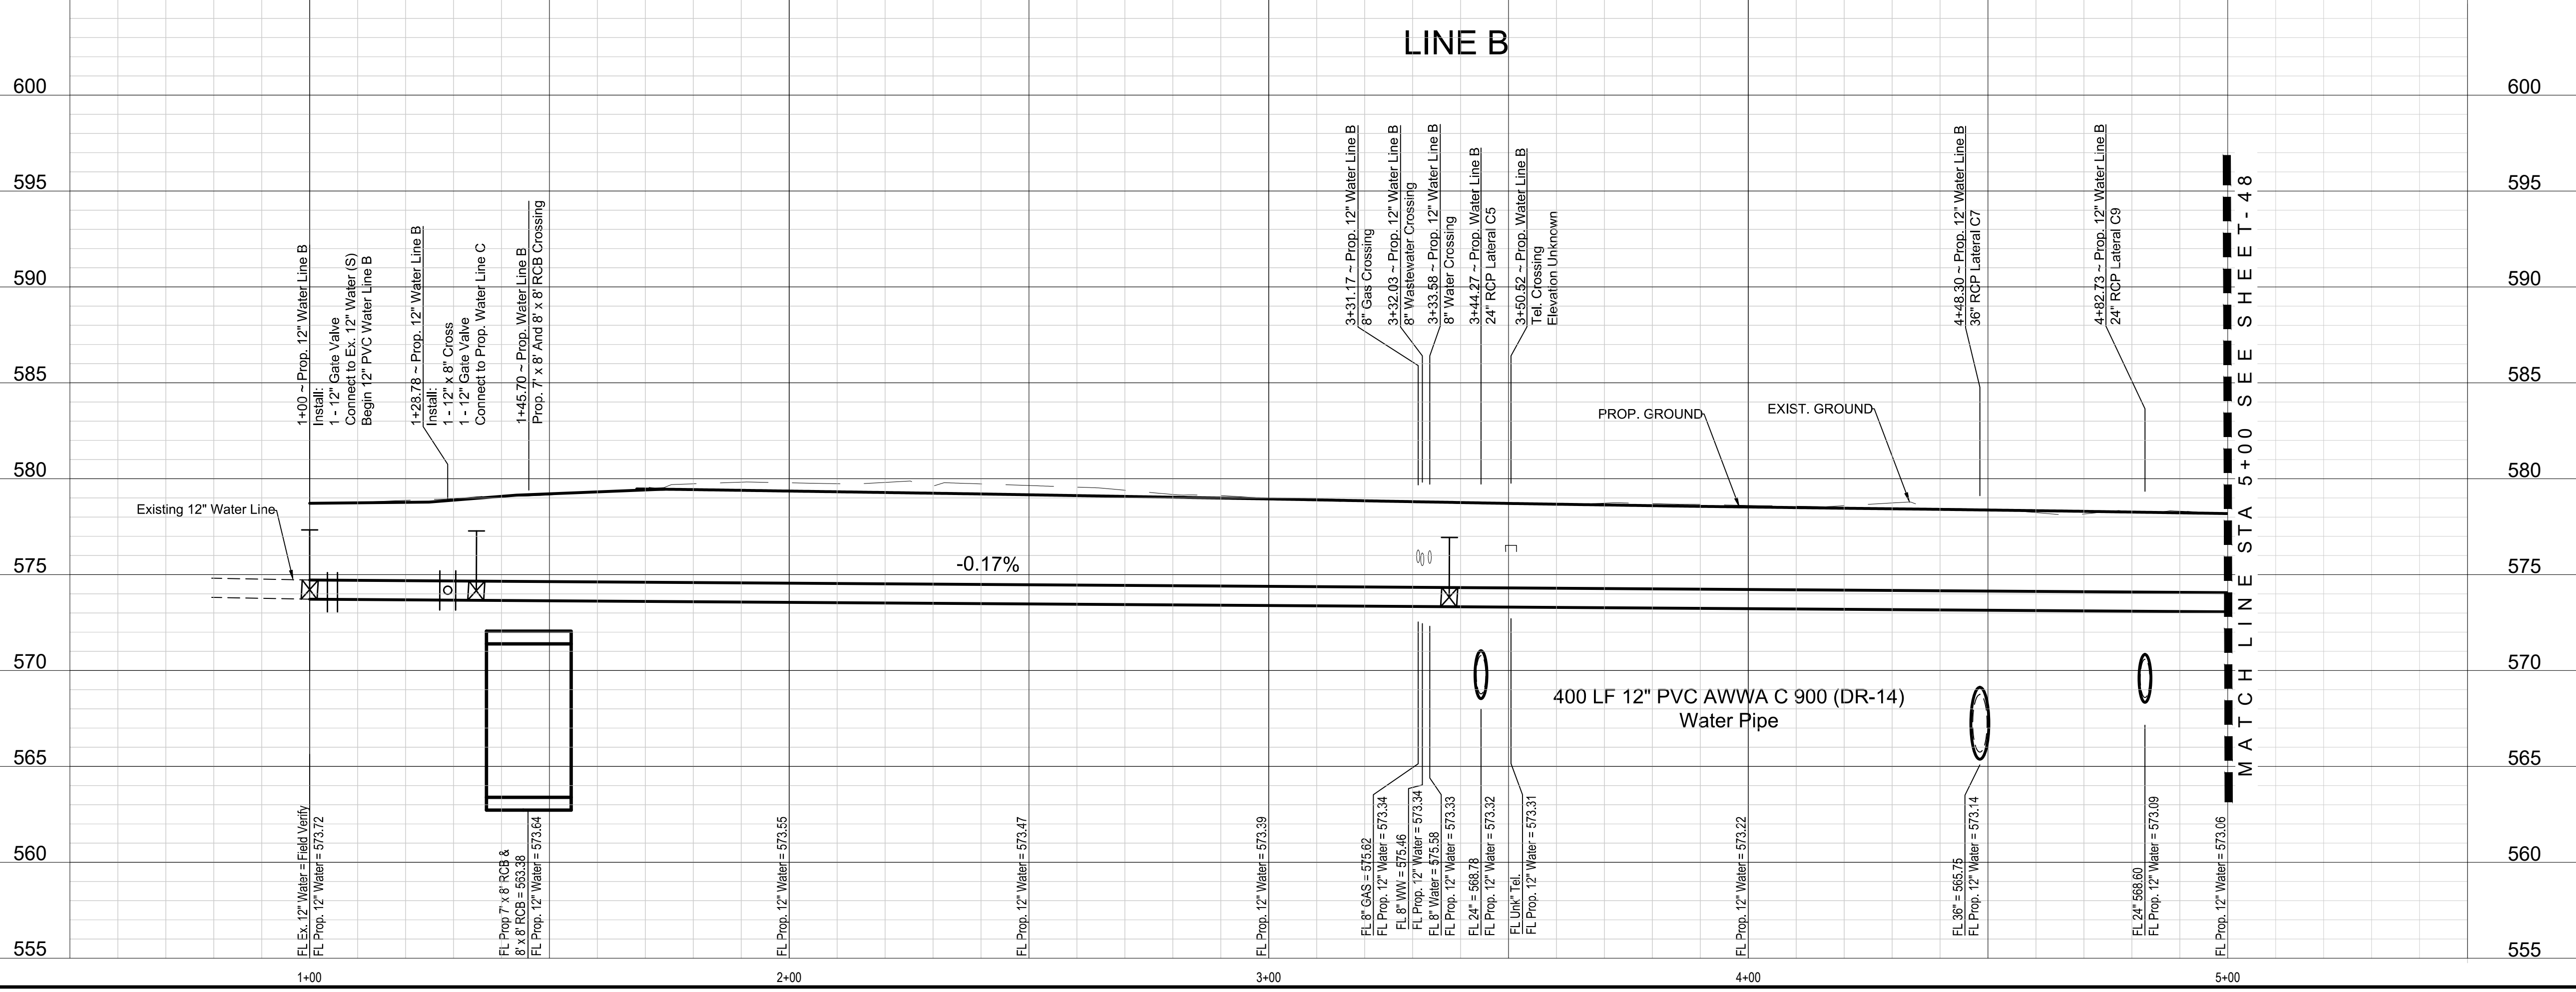 LINE B
600
595
590
585
580
575
570
565
560
555
600
595
590
585
580
575
570
565
560
555
1+00 ~ Prop. 12" Water Line B
Install:
1 - 12" Gate Valve
Connect to Ex. 12" Water (S)
Begin 12" PVC Water Line B
1+28.78 ~ Prop. 12" Water Line B
Install:
1 - 12" x 8" Cross
1 - 12" Gate Valve
Connect to Prop. Water Line C
1+45.70 ~ Prop. Water Line B
Prop. 7' x 8' And 8' x 8' RCB Crossing
3+31.17 ~ Prop. 12" Water Line B
8" Gas Crossing
3+32.03 ~ Prop. 12" Water Line B
8" Wastewater Crossing
3+33.58 ~ Prop. 12" Water Line B
8" Water Crossing
3+44.27 ~ Prop. Water Line B
24" RCP Lateral C5
3+50.52 ~ Prop. Water Line B
Tel. Crossing
Elevation Unknown
4+48.30 ~ Prop. 12" Water Line B
36" RCP Lateral C7
4+82.73 ~ Prop. 12" Water Line B
24" RCP Lateral C9
MATCH LINE STA 5+00 SEE SHEET-48
PROP. GROUND
EXIST. GROUND
Existing 12" Water Line
-0.17%
400 LF 12" PVC AWWA C 900 (DR-14)
Water Pipe
FL Ex. 12" Water = Field Verify
FL Prop. 12" Water = 573.72
FL Prop 7' x 8' RCB &
8' x 8' RCB = 563.38
FL Prop. 12" Water = 573.64
FL Prop. 12" Water = 573.55
FL Prop. 12" Water = 573.47
FL Prop. 12" Water = 573.39
FL 8" GAS = 575.62
FL Prop. 12" Water = 573.34
FL 8" WW = 575.46
FL Prop. 12" Water = 573.34
FL 8" Water = 575.58
FL Prop. 12" Water = 573.33
FL 24" = 568.78
FL Prop. 12" Water = 573.32
FL Unk" Tel.
FL Prop. 12" Water = 573.31
FL Prop. 12" Water = 573.22
FL 36" = 565.75
FL Prop. 12" Water = 573.14
FL 24" 568.60
FL Prop. 12" Water = 573.09
FL Prop. 12" Water = 573.06
1+00
2+00
3+00
4+00
5+00